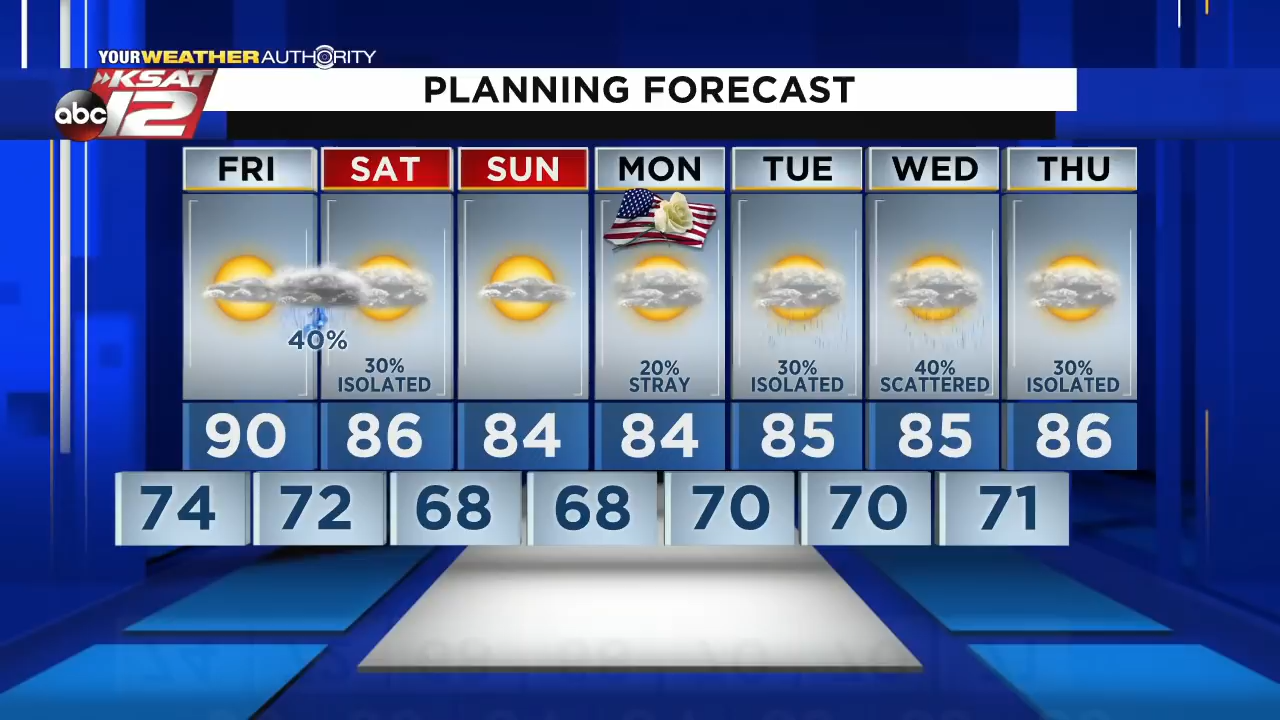 YOURWEATHERAUTHORITY
KSAT
abc 12
PLANNING FORECAST
FRI SAT SUN MON TUE WED THU
40%
30% ISOLATED
20% STRAY
30% ISOLATED
40% SCATTERED
30% ISOLATED
90 86 84 84 85 85 86
74 72 68 68 70 70 71